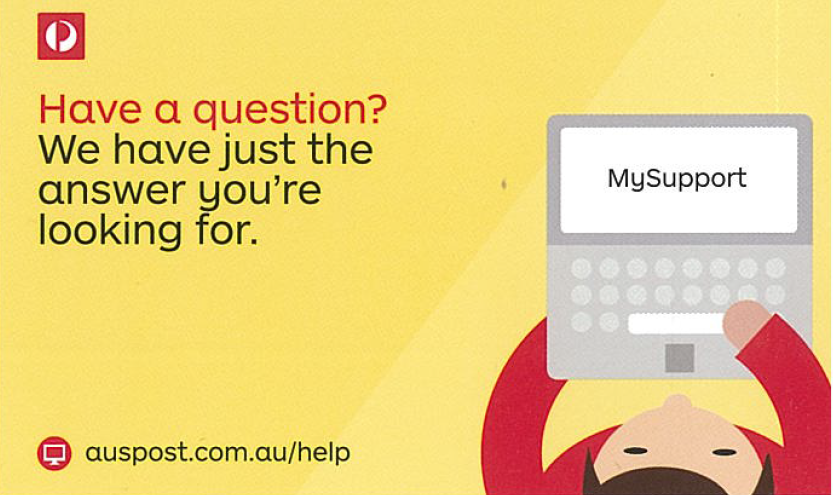 Have a question?
We have just the
answer you're
looking for.
MySupport
auspost.com.au/help